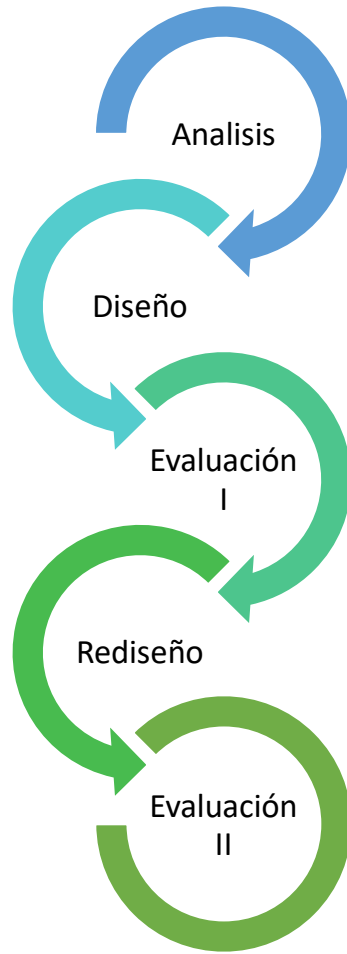 Analisis
Diseño
Evaluación
I
Rediseño
Evaluación
II